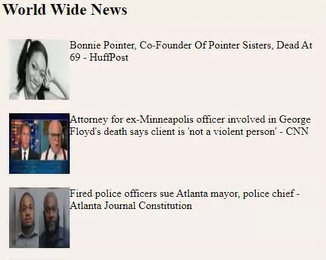 World Wide News
Bonnie Pointer, Co-Founder Of Pointer Sisters, Dead At
69 - HuffPost
Attorney for ex-Minneapolis officer involved in George
Floyd's death says client is 'not a violent person' - CNN
Fired police officers sue Atlanta mayor, police chief -
Atlanta Journal Constitution